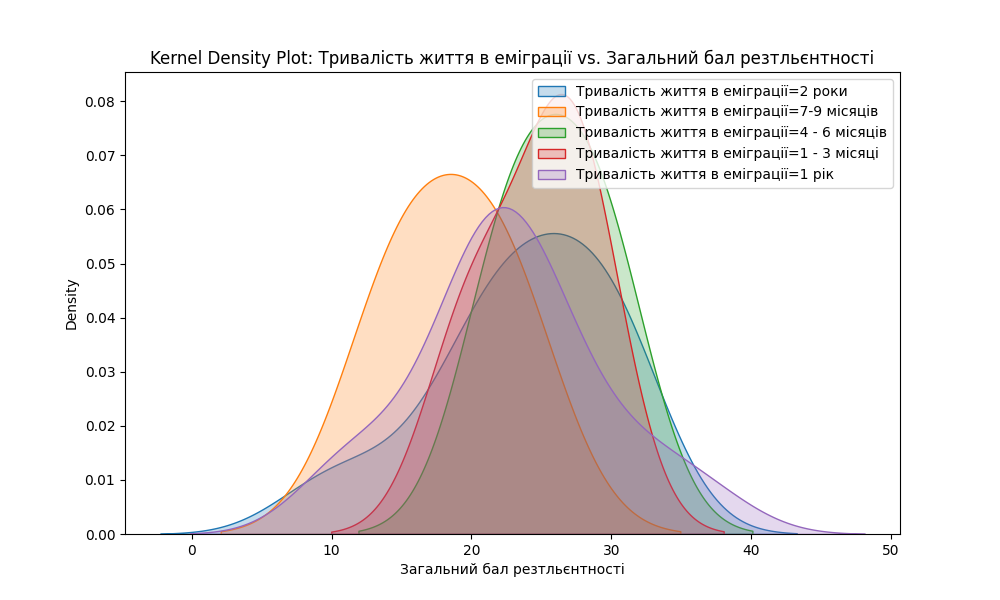 Kernel Density Plot: Тривалість життя в еміграції vs. Загальний бал резтльєнтності
Тривалість життя в еміграції=2 роки
Тривалість життя в еміграції=7-9 місяців
Тривалість життя в еміграції=4 - 6 місяців
Тривалість життя в еміграції=1 - 3 місяці
Тривалість життя в еміграції=1 рік
0.08
0.07
0.06
0.05
0.04
0.03
0.02
0.01
0.00
Density
0 10 20 30 40 50
Загальний бал резтльєнтності